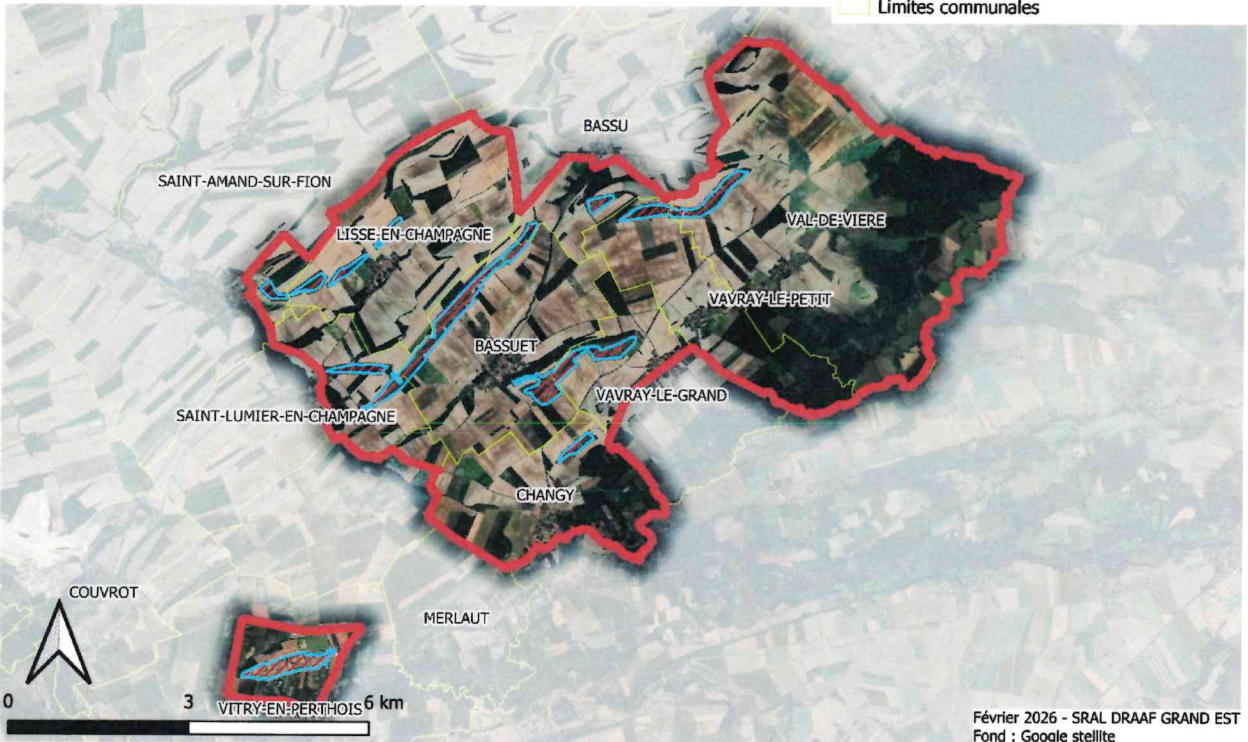 Limites communales
BASSU
SAINT-AMAND-SUR-FION
LISSE-EN-CHAMPAGNE
VAL-DE-VIERE
VAVRAY-LE-PETIT
BASSUET
VAVRAY-LE-GRAND
SAINT-LUMIER-EN-CHAMPAGNE
CHANGY
COUVROT
MERLAUT
0 3 6 km
VITRY-EN-PERTHOIS
Février 2026 - SRAL DRAAF GRAND EST
Fond : Google stellite